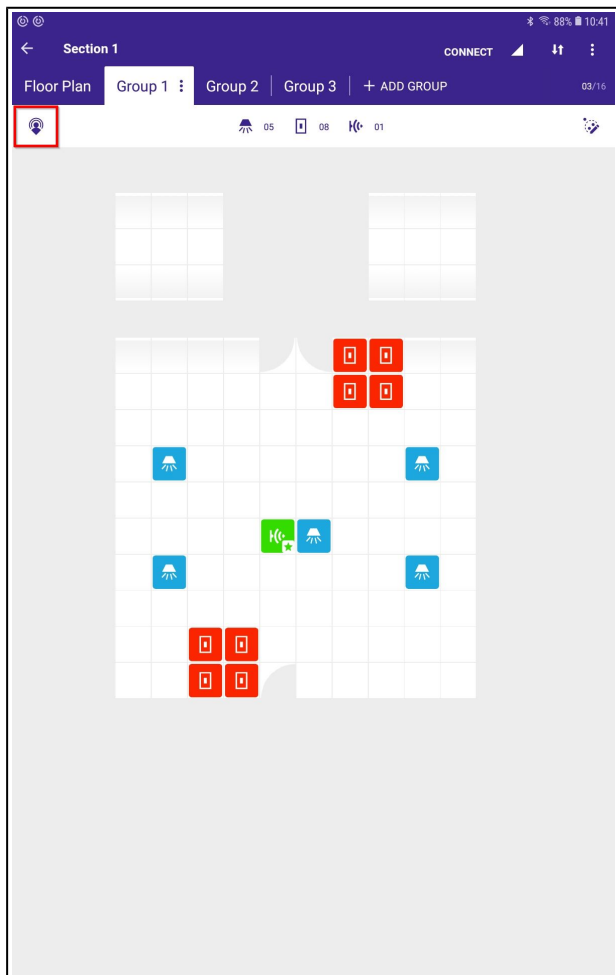 88% 10:41
Section 1 CONNECT
Floor Plan Group 1 Group 2 Group 3 + ADD GROUP 03/16
05 08 01